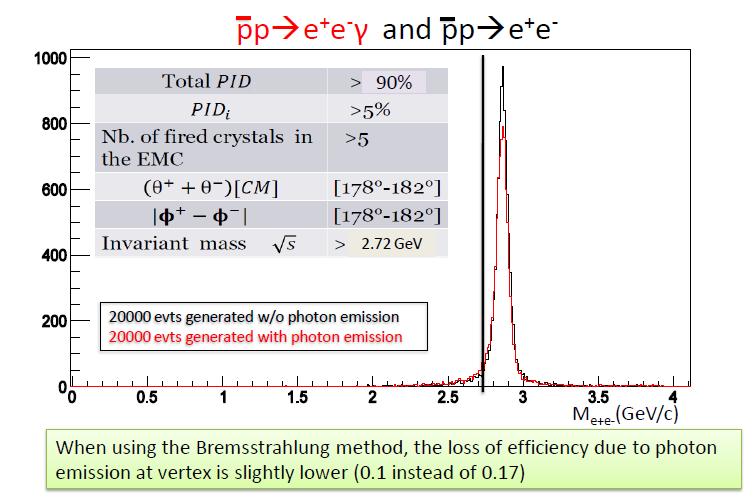 p̅p→e⁺e⁻γ and p̅p→e⁺e⁻
1000
800
600
400
200
0
Total PID > 90%
PIDᵢ >5%
Nb. of fired crystals in the EMC >5
(θ⁺ + θ⁻)[CM] [178°-182°]
|ϕ⁺ − ϕ⁻| [178°-182°]
Invariant mass √s > 2.72 GeV
20000 evts generated w/o photon emission
20000 evts generated with photon emission
0 0.5 1 1.5 2 2.5 3 3.5 4
Mₑ₊ₑ₋(GeV/c)
When using the Bremsstrahlung method, the loss of efficiency due to photon
emission at vertex is slightly lower (0.1 instead of 0.17)